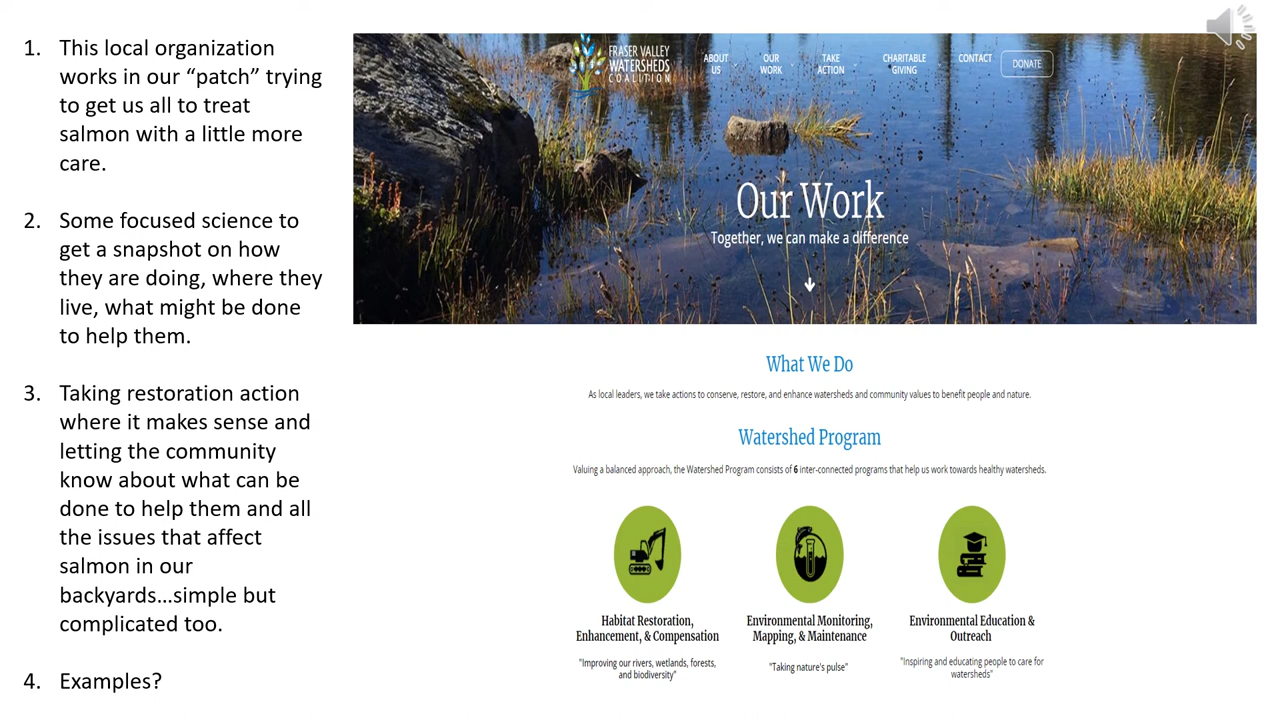 1. This local organization
works in our “patch” trying
to get us all to treat
salmon with a little more
care.
2. Some focused science to
get a snapshot on how
they are doing, where they
live, what might be done
to help them.
3. Taking restoration action
where it makes sense and
letting the community
know about what can be
done to help them and all
the issues that affect
salmon in our
backyards…simple but
complicated too.
4. Examples?
FRASER VALLEY
WATERSHEDS
COALITION
ABOUT
US
OUR
WORK
TAKE
ACTION
CHARITABLE
GIVING
CONTACT
DONATE
Our Work
Together, we can make a difference
What We Do
As local leaders, we take actions to conserve, restore, and enhance watersheds and community values to benefit people and nature.
Watershed Program
Valuing a balanced approach, the Watershed Program consists of 6 inter-connected programs that help us work towards healthy watersheds.
Habitat Restoration,
Enhancement, & Compensation
"Improving our rivers, wetlands, forests,
and biodiversity"
Environmental Monitoring,
Mapping, & Maintenance
"Taking nature's pulse"
Environmental Education &
Outreach
"Inspiring and educating people to care for
watersheds"